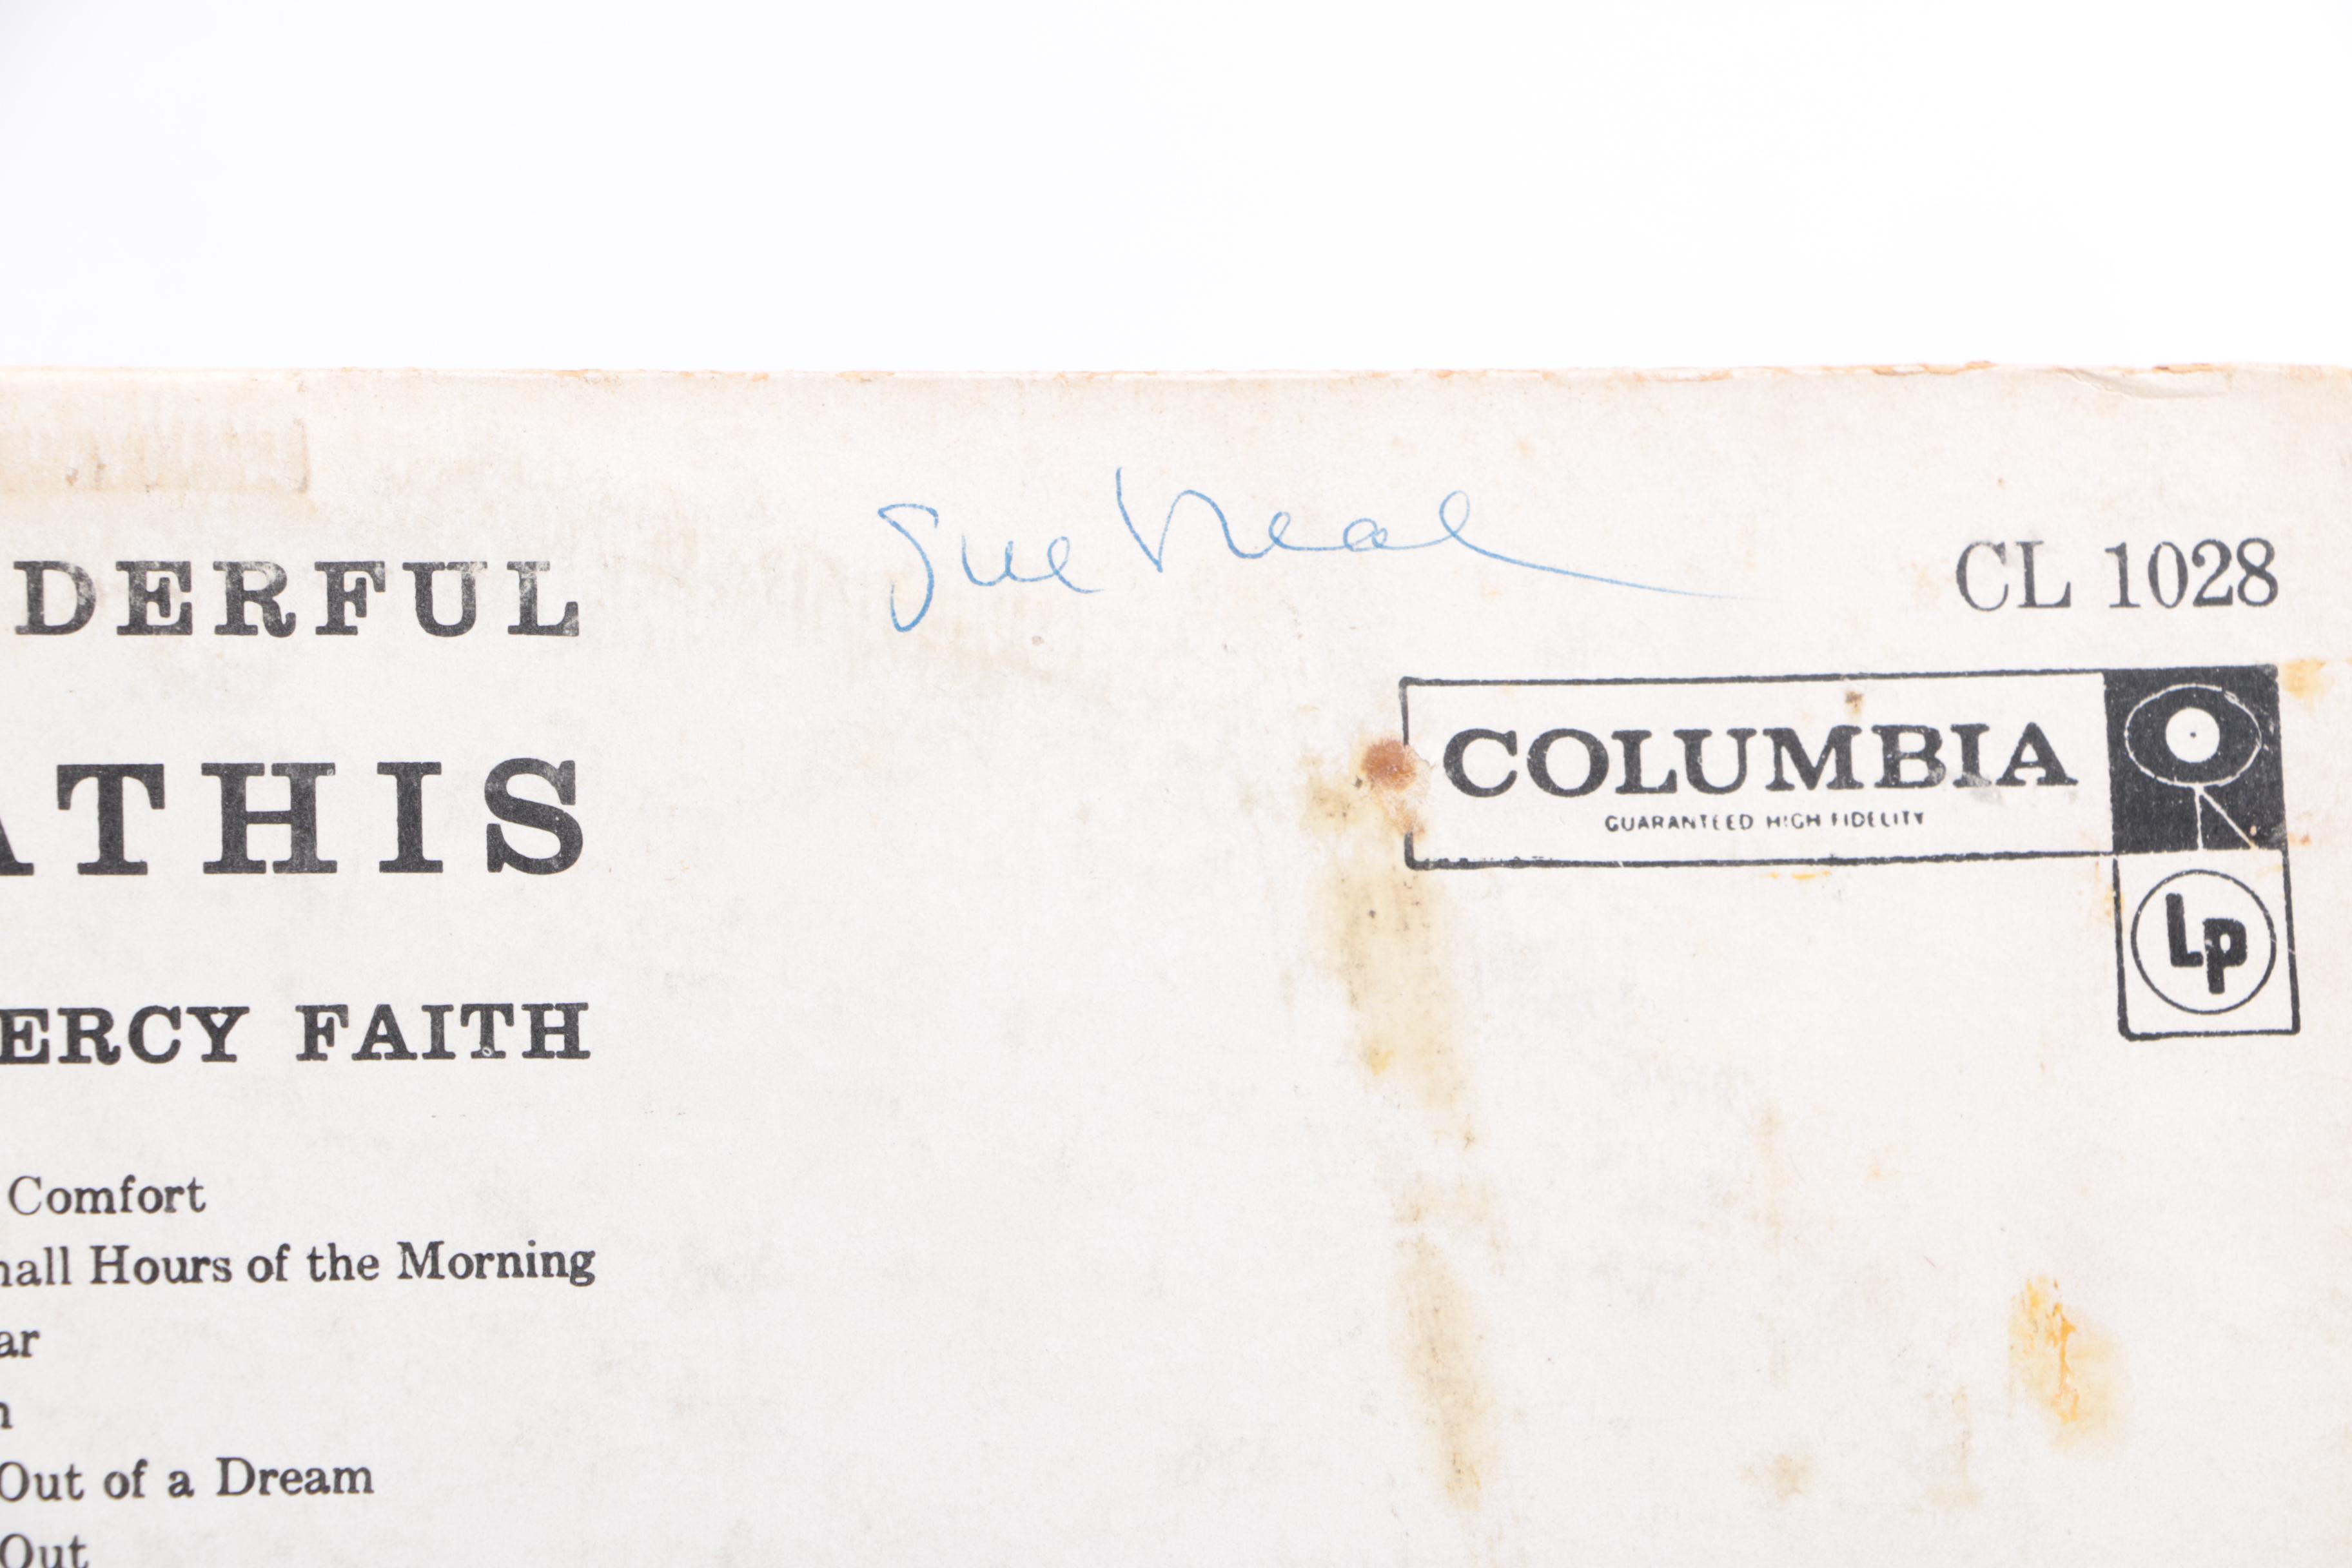 Sue Neal
CL 1028
DERFUL
COLUMBIA
GUARANTEED HIGH FIDELITY
ATHIS
Lp
ERCY FAITH
Comfort
mall Hours of the Morning
ar
n
Out of a Dream
Out